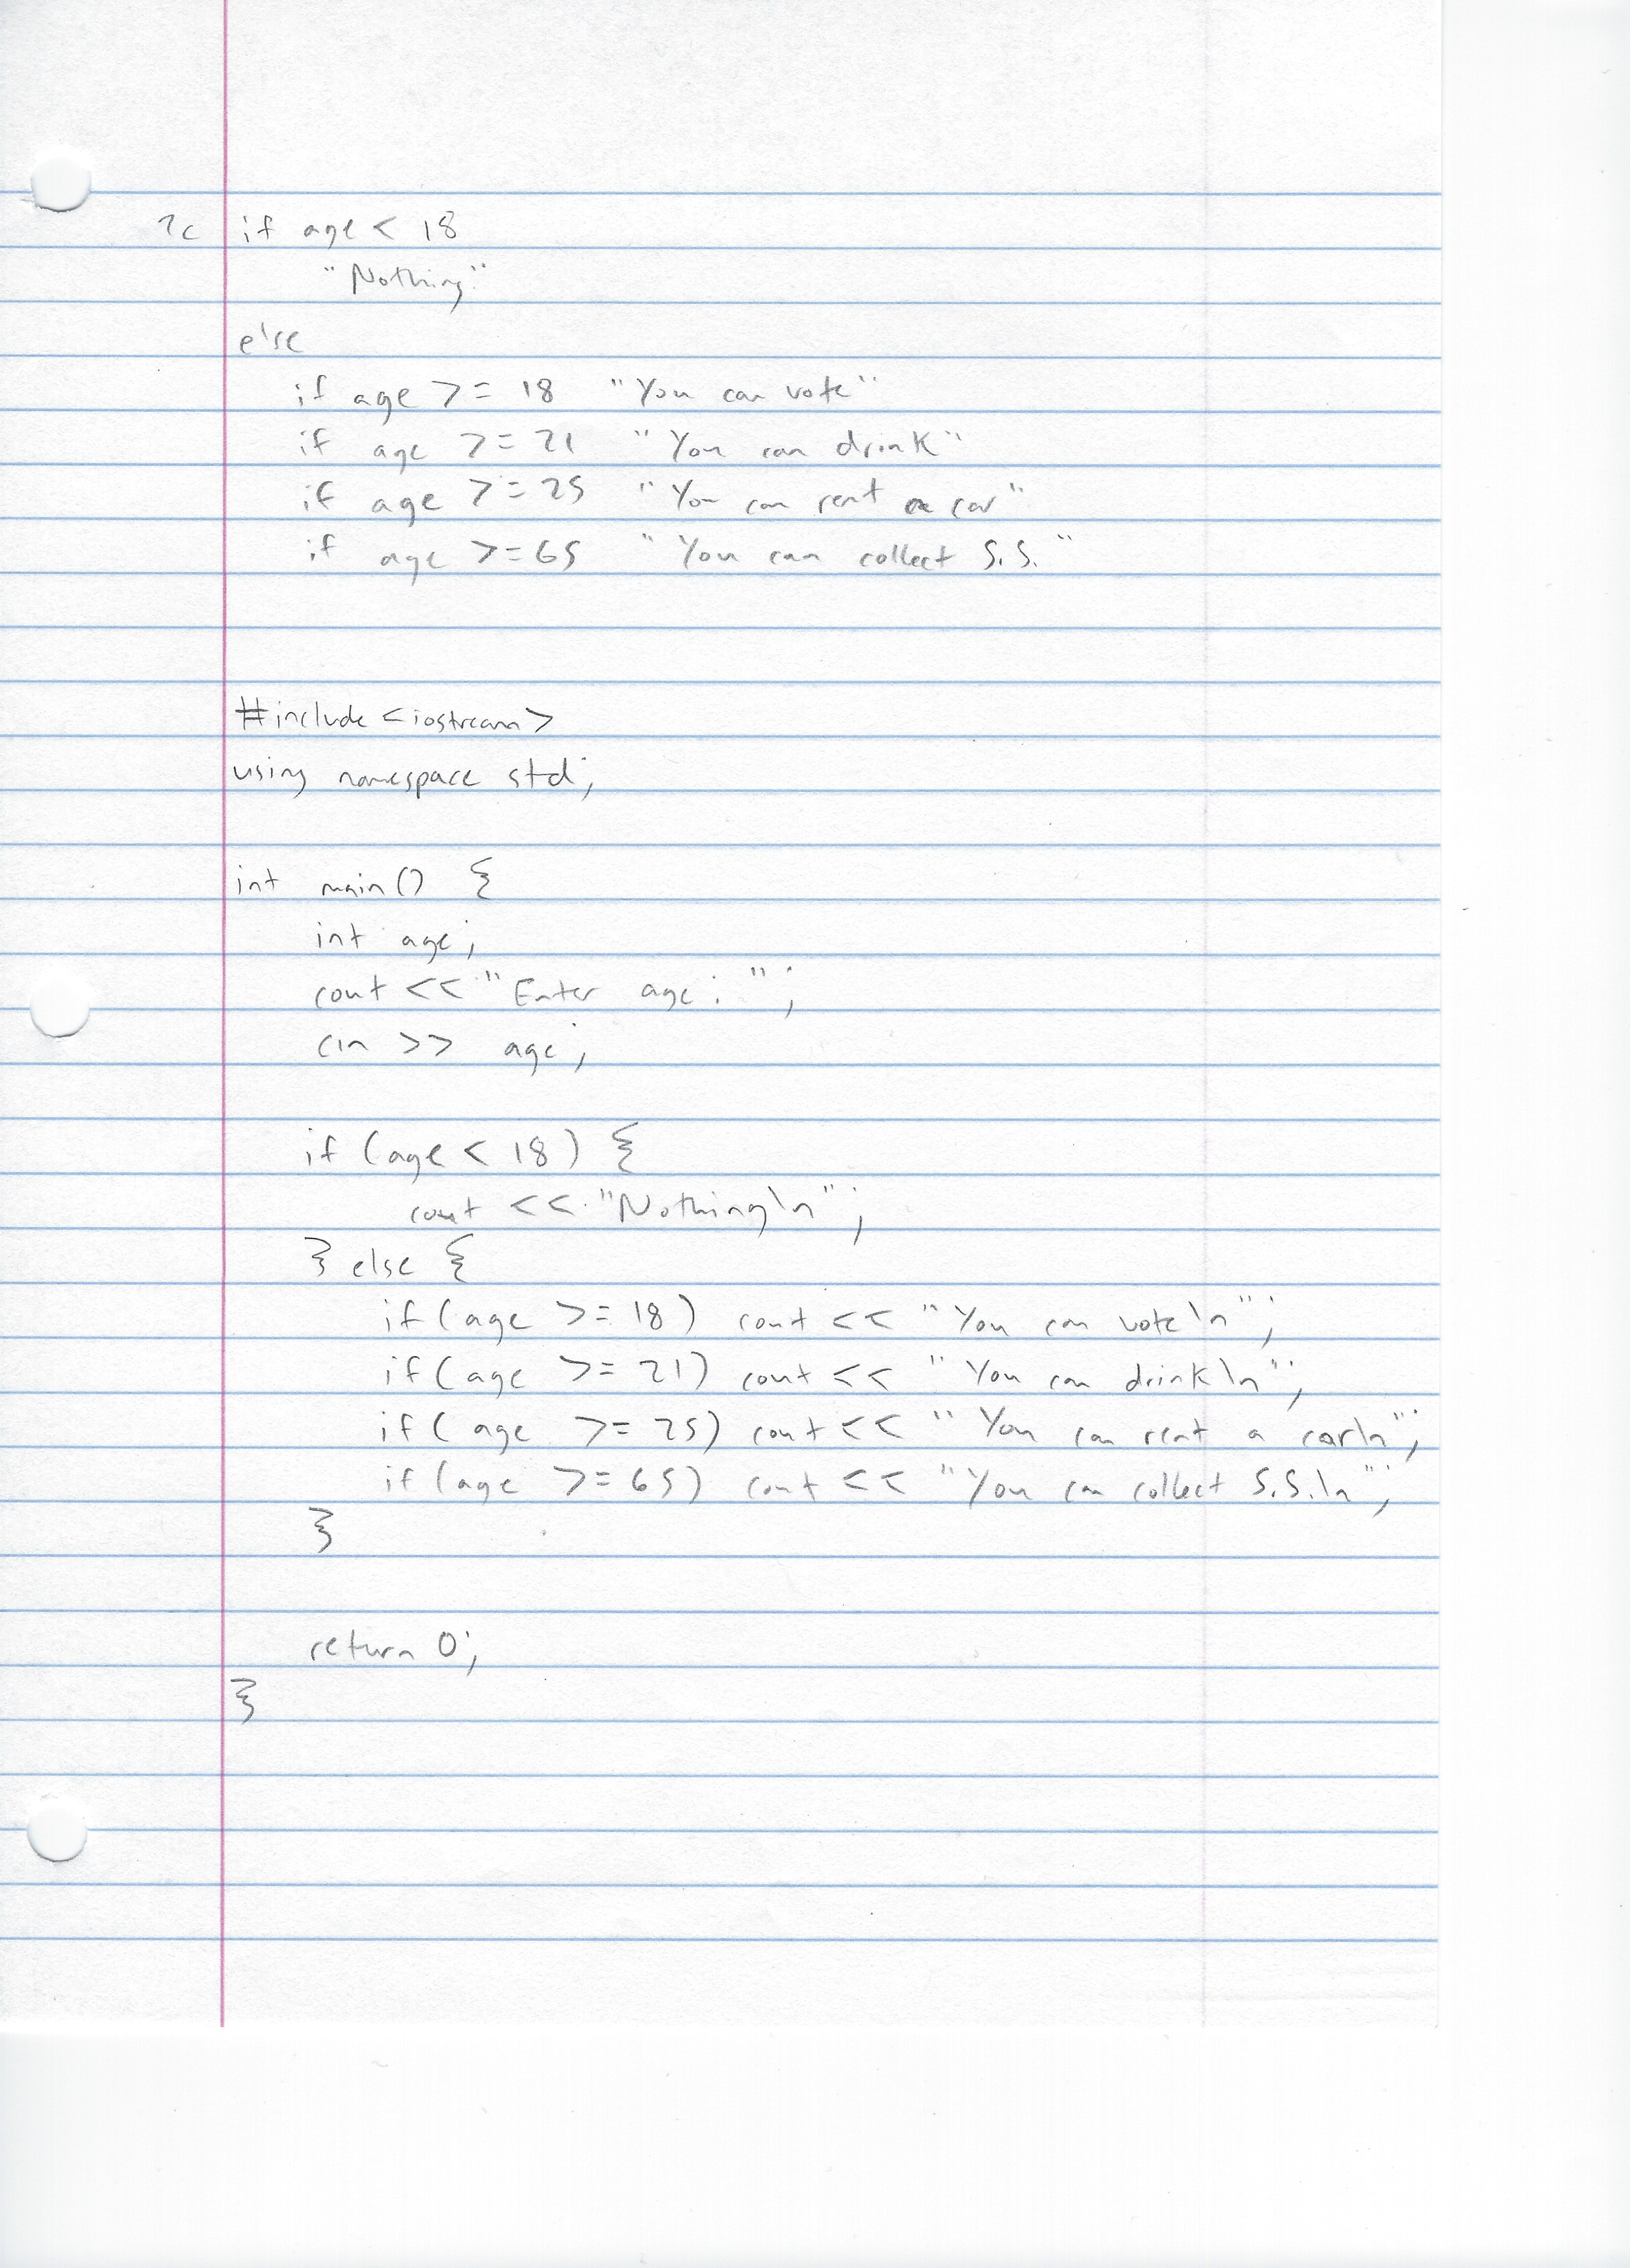 2c if age < 18
"Nothing"
else
if age >= 18 "You can vote"
if age >= 21 "You can drink"
if age >= 25 "You can rent a car"
if age >= 65 "You can collect S.S."
#include <iostream>
using namespace std;
int main() {
int age;
cout << "Enter age: ";
cin >> age;
if (age < 18) {
cout << "Nothing\n";
} else {
if (age >= 18) cout << "You can vote\n";
if (age >= 21) cout << "You can drink\n";
if (age >= 25) cout << "You can rent a car\n";
if (age >= 65) cout << "You can collect S.S.\n";
}
return 0;
}